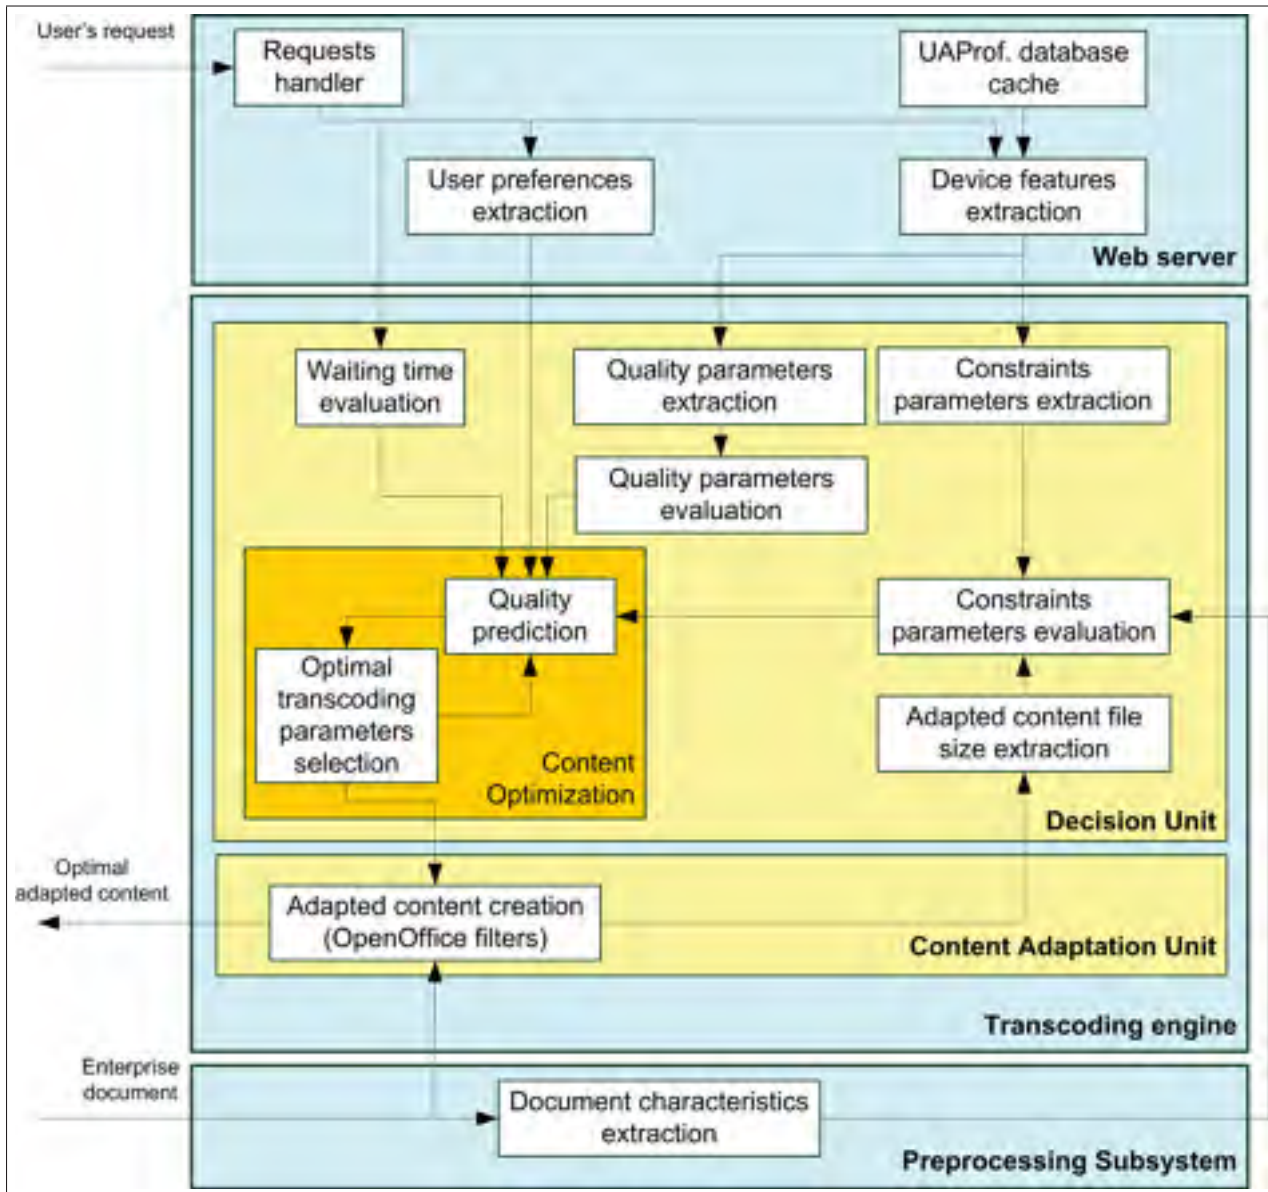 User's request
Requests
handler
UAProf. database
cache
User preferences
extraction
Device features
extraction
Web server
Waiting time
evaluation
Quality parameters
extraction
Constraints
parameters extraction
Quality parameters
evaluation
Quality
prediction
Constraints
parameters evaluation
Optimal
transcoding
parameters
selection
Adapted content file
size extraction
Content
Optimization
Decision Unit
Optimal
adapted content
Adapted content creation
(OpenOffice filters)
Content Adaptation Unit
Transcoding engine
Enterprise
document
Document characteristics
extraction
Preprocessing Subsystem